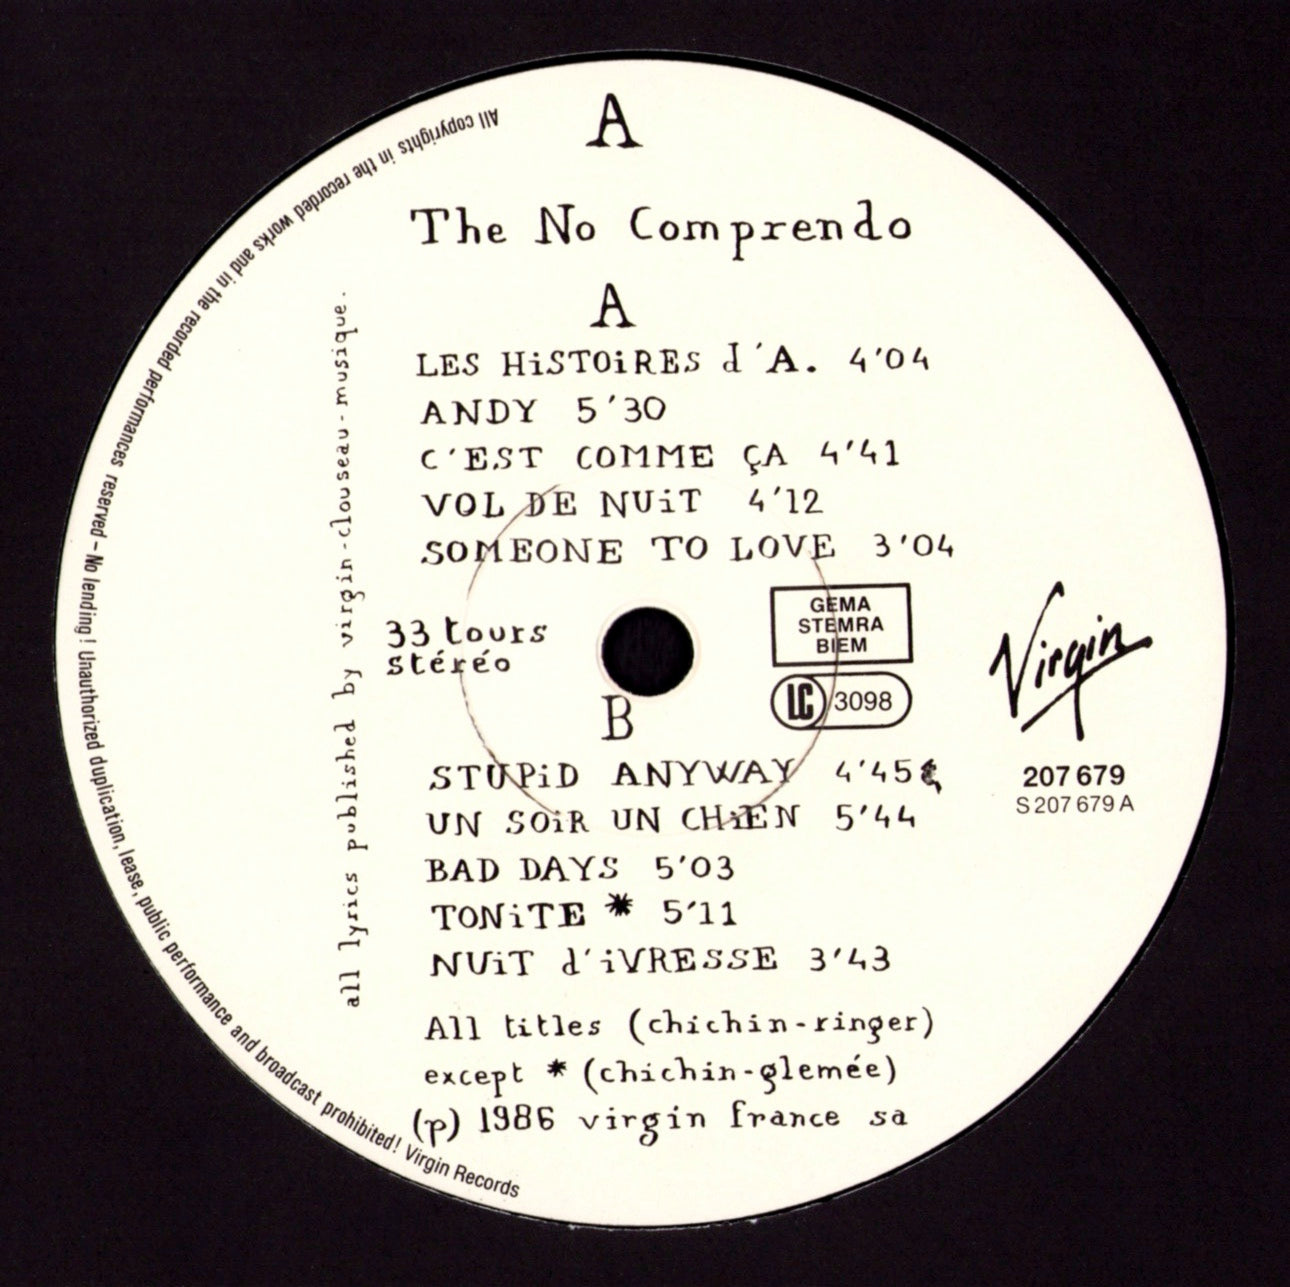 A
The No Comprendo
A
LES HiSTOiRES d'A. 4'04
ANDY 5'30
C'EST COMME ÇA 4'41
VOL DE NUiT 4'12
SOMEONE TO LOVE 3'04
33 tours
stéréo
GEMA
STEMRA
BIEM
LC 3098
Virgin
207 679
S 207 679 A
B
STUPiD ANYWAY 4'45
UN SOiR UN CHiEN 5'44
BAD DAYS 5'03
TONiTE * 5'11
NUiT d'iVRESSE 3'43
All titles (chichin-ringer)
except * (chichin-glemée)
(p) 1986 virgin france sa
all lyrics published by virgin-clouseau-musique.
All copyrights in the recorded works and in the recorded performances reserved – No lending! Unauthorized duplication, lease, public performance and broadcast prohibited! Virgin Records